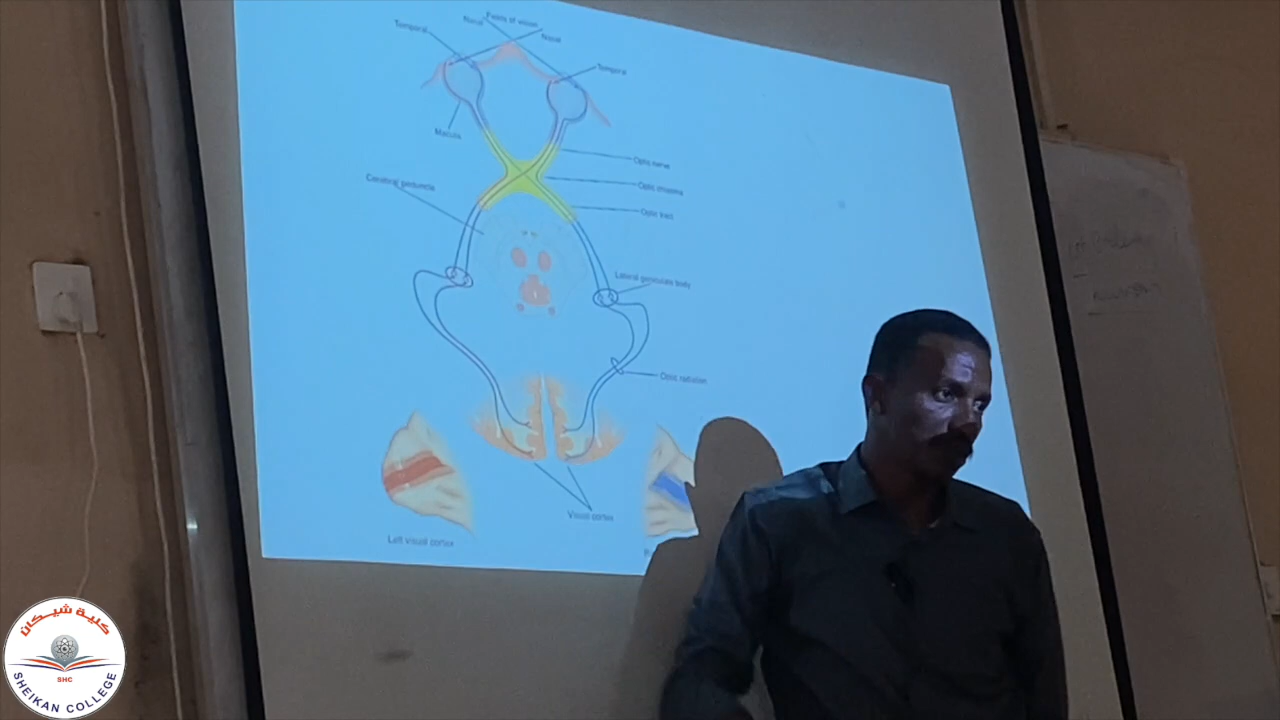 Fields of vision
Temporal
Nasal
Nasal
Temporal
Macula
Optic nerve
Cerebral peduncle
Optic chiasma
Optic tract
Lateral geniculate body
Optic radiation
Visual cortex
Left visual cortex
كلية شيكان
SHC
SHEIKAN COLLEGE